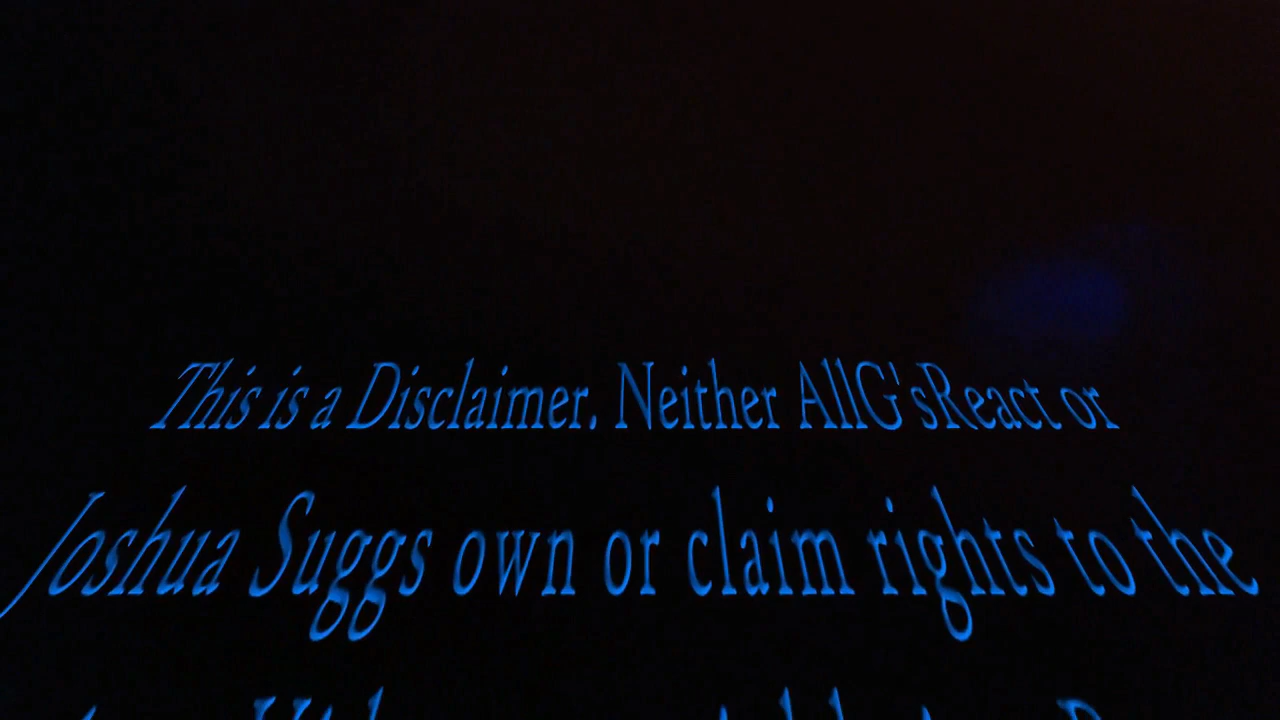 This is a Disclaimer. Neither AllG'sReact or
Joshua Suggs own or claim rights to the